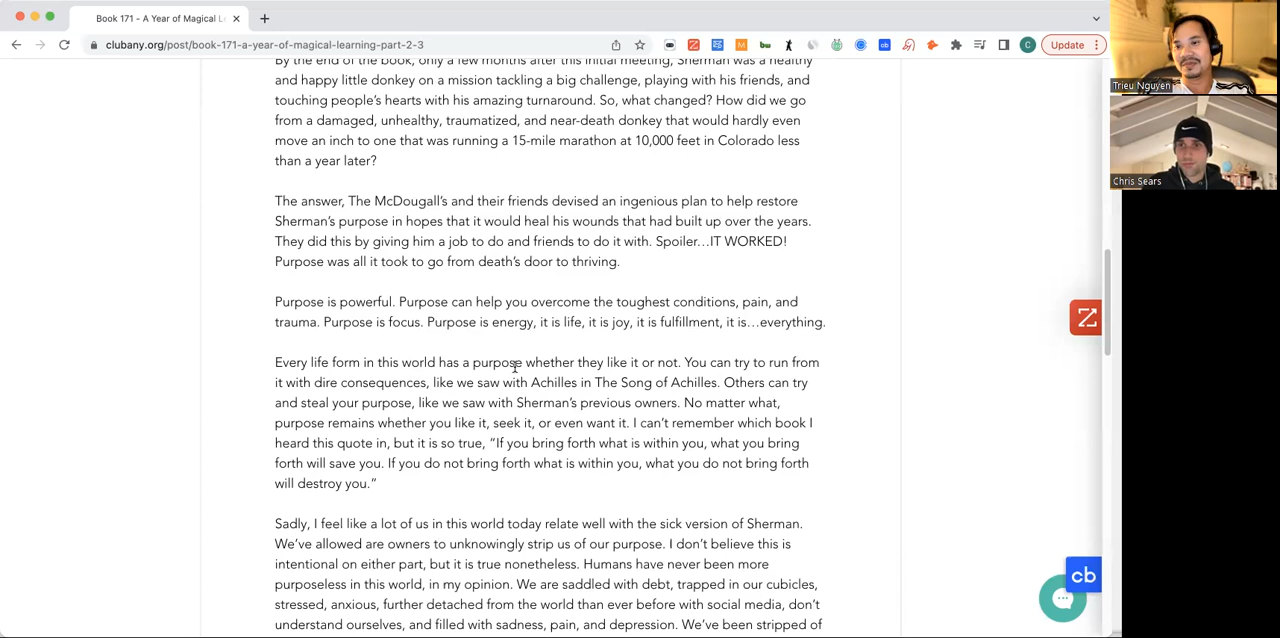 Book 171 - A Year of Magical Le
clubany.org/post/book-171-a-year-of-magical-learning-part-2-3
C
Update
By the end of the book, only a few months after this initial meeting, Sherman was a healthy
and happy little donkey on a mission tackling a big challenge, playing with his friends, and
touching people's hearts with his amazing turnaround. So, what changed? How did we go
from a damaged, unhealthy, traumatized, and near-death donkey that would hardly even
move an inch to one that was running a 15-mile marathon at 10,000 feet in Colorado less
than a year later?
The answer, The McDougall's and their friends devised an ingenious plan to help restore
Sherman's purpose in hopes that it would heal his wounds that had built up over the years.
They did this by giving him a job to do and friends to do it with. Spoiler…IT WORKED!
Purpose was all it took to go from death's door to thriving.
Purpose is powerful. Purpose can help you overcome the toughest conditions, pain, and
trauma. Purpose is focus. Purpose is energy, it is life, it is joy, it is fulfillment, it is…everything.
Every life form in this world has a purpose whether they like it or not. You can try to run from
it with dire consequences, like we saw with Achilles in The Song of Achilles. Others can try
and steal your purpose, like we saw with Sherman's previous owners. No matter what,
purpose remains whether you like it, seek it, or even want it. I can't remember which book I
heard this quote in, but it is so true, "If you bring forth what is within you, what you bring
forth will save you. If you do not bring forth what is within you, what you do not bring forth
will destroy you."
Sadly, I feel like a lot of us in this world today relate well with the sick version of Sherman.
We've allowed are owners to unknowingly strip us of our purpose. I don't believe this is
intentional on either part, but it is true nonetheless. Humans have never been more
purposeless in this world, in my opinion. We are saddled with debt, trapped in our cubicles,
stressed, anxious, further detached from the world than ever before with social media, don't
understand ourselves, and filled with sadness, pain, and depression. We've been stripped of
cb
Trieu Nguyen
Chris Sears